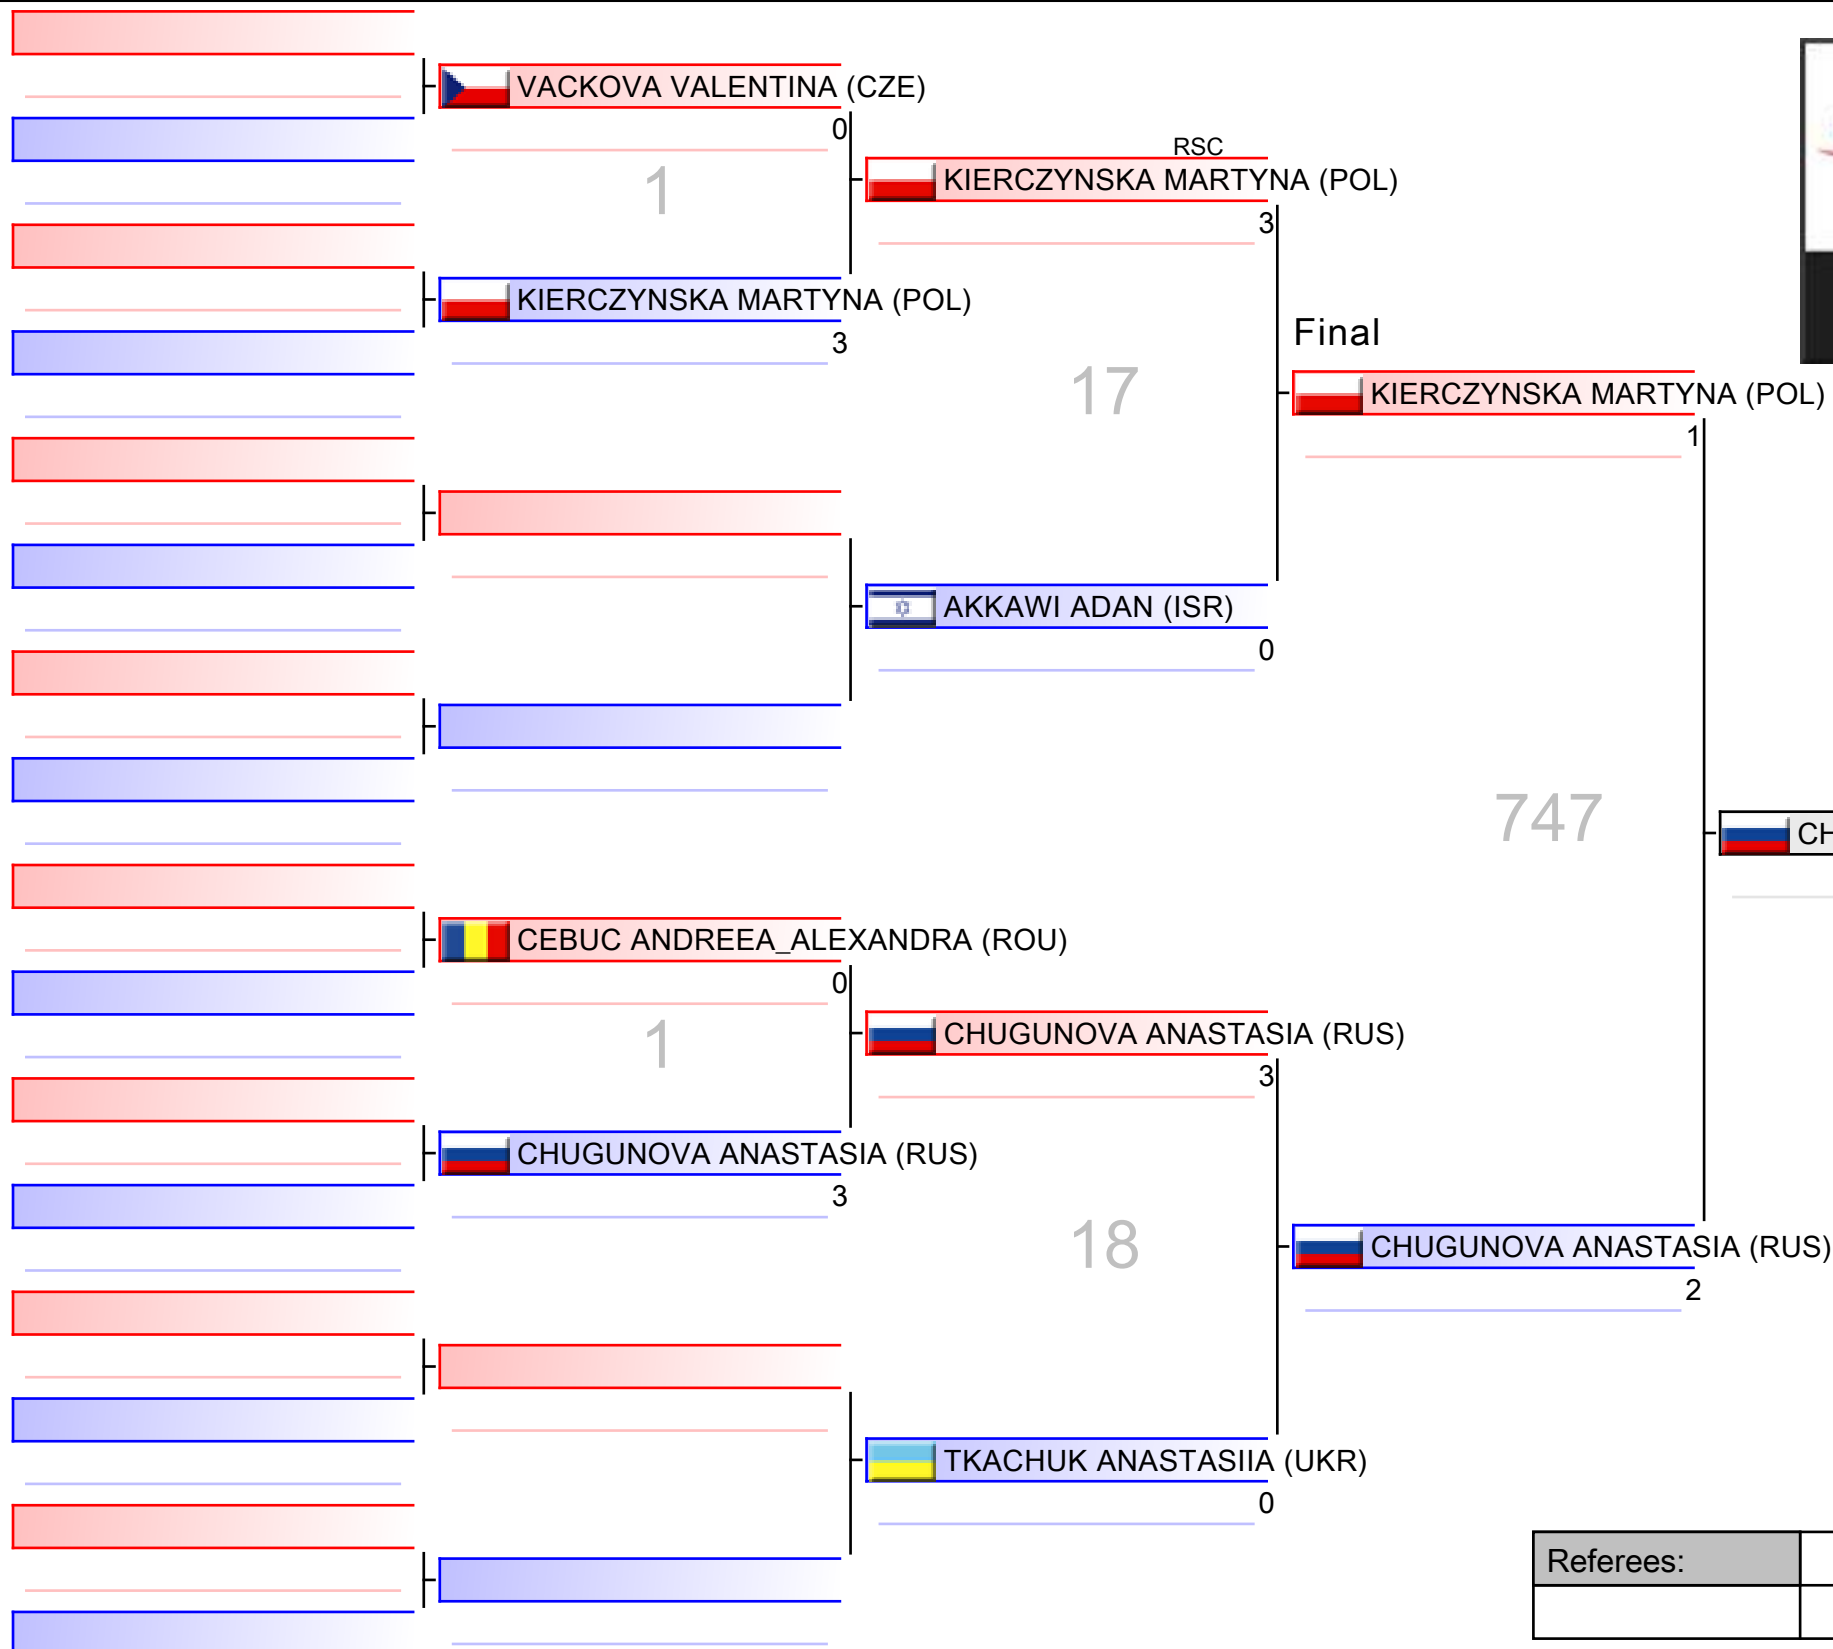 VACKOVA VALENTINA (CZE)
0
1
KIERCZYNSKA MARTYNA (POL)
3
RSC
KIERCZYNSKA MARTYNA (POL)
3
17
AKKAWI ADAN (ISR)
0
Final
KIERCZYNSKA MARTYNA (POL)
1
747
CH
CEBUC ANDREEA_ALEXANDRA (ROU)
0
1
CHUGUNOVA ANASTASIA (RUS)
3
CHUGUNOVA ANASTASIA (RUS)
3
18
TKACHUK ANASTASIIA (UKR)
0
CHUGUNOVA ANASTASIA (RUS)
2
Referees: